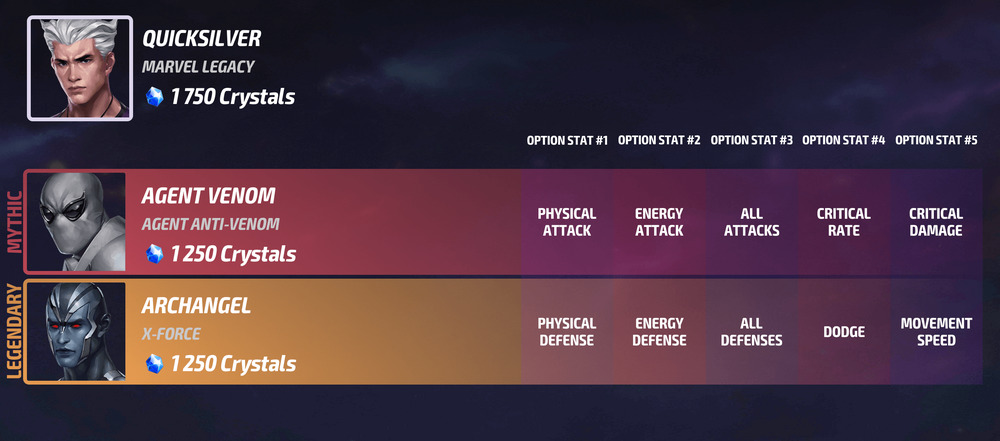 QUICKSILVER
MARVEL LEGACY
1 750 Crystals
OPTION STAT #1 OPTION STAT #2 OPTION STAT #3 OPTION STAT #4 OPTION STAT #5
MYTHIC
AGENT VENOM
AGENT ANTI-VENOM
1 250 Crystals
PHYSICAL
ATTACK
ENERGY
ATTACK
ALL
ATTACKS
CRITICAL
RATE
CRITICAL
DAMAGE
LEGENDARY
ARCHANGEL
X-FORCE
1 250 Crystals
PHYSICAL
DEFENSE
ENERGY
DEFENSE
ALL
DEFENSES
DODGE
MOVEMENT
SPEED